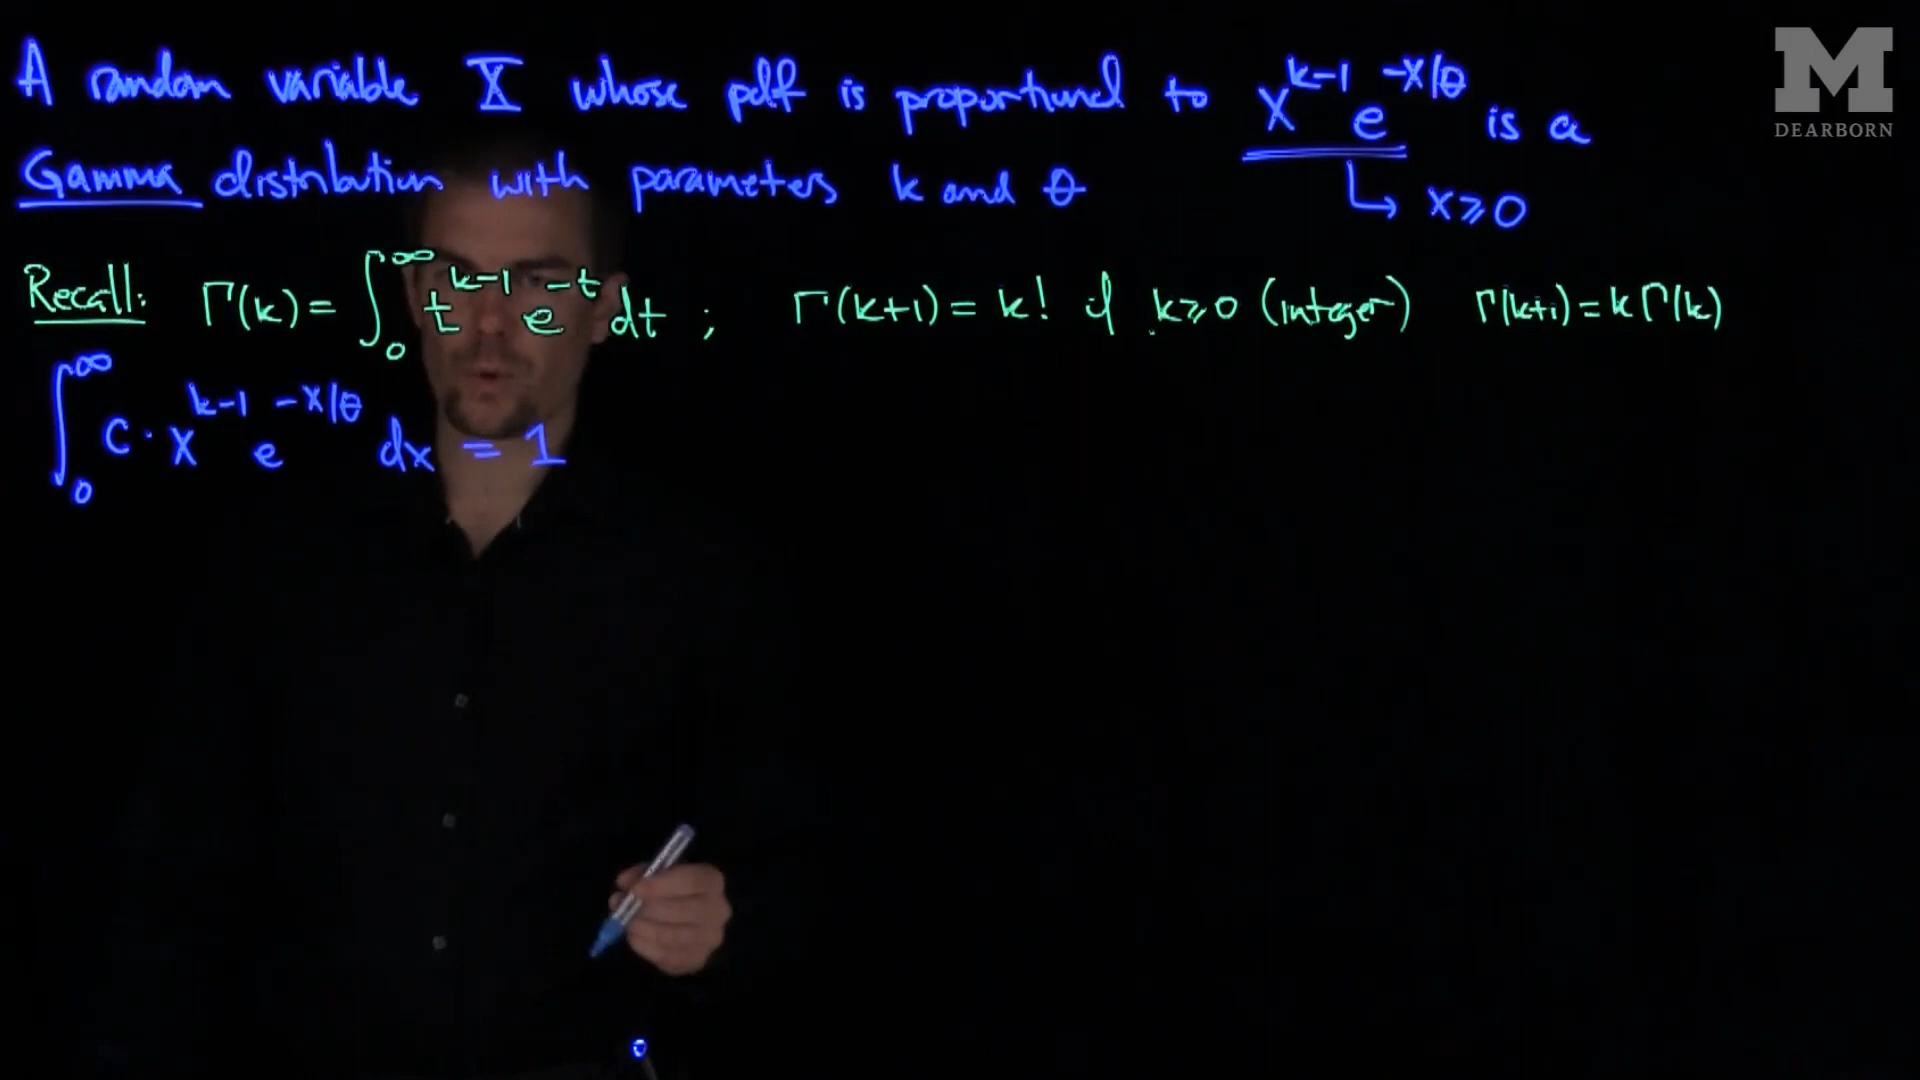 A random variable X whose pdf is proportional to x^{k-1} e^{-x/θ} is a
Gamma distribution with parameters k and θ
↳ x ⩾ 0
Recall: Γ(k) = ∫_0^∞ t^{k-1} e^{-t} dt ; Γ(k+1) = k! if k ⩾ 0 (integer) Γ(k+1) = k Γ(k)
∫_0^∞ c · x^{k-1} e^{-x/θ} dx = 1
M
DEARBORN